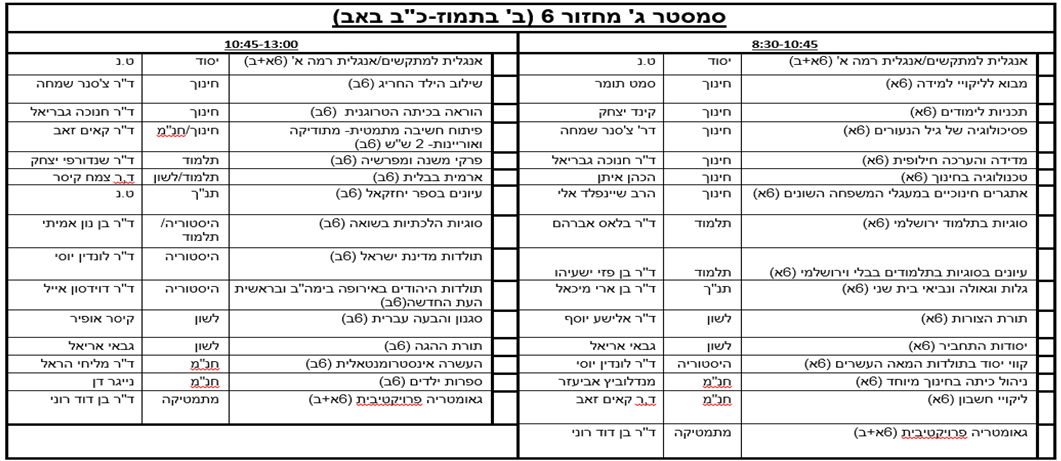 סמסטר ג' מחזור 6 (ב' בתמוז-כ"ב באב)
8:30-10:45
אנגלית למתקשים/אנגלית רמה א' (6א+ב) יסוד ט.נ
מבוא לליקויי למידה (6א) חינוך סמט תומר
תכניות לימודים (6א) חינוך קינד יצחק
פסיכולוגיה של גיל הנעורים (6א) חינוך דר' צ'סנר שמחה
מדידה והערכה חילופית (6א) חינוך ד"ר חנוכה גבריאל
טכנולוגיה בחינוך (6א) חינוך הכהן איתן
אתגרים חינוכיים במעגלי המשפחה השונים (6א) חינוך הרב שיינפלד אלי
סוגיות בתלמוד ירושלמי (6א) תלמוד ד"ר בלאס אברהם
עיונים בסוגיות בתלמודים בבלי וירושלמי (6א) תלמוד ד"ר בן פזי ישעיהו
גלות וגאולה ונביאי בית שני (6א) תנ"ך ד"ר בן ארי מיכאל
תורת הצורות (6א) לשון ד"ר אלישע יוסף
יסודות התחביר (6א) לשון גבאי אריאל
קווי יסוד בתולדות המאה העשרים (6א) היסטוריה ד"ר לונדין יוסי
ניהול כיתה בחינוך מיוחד (6א) חנ"מ מנדלוביץ אביעזר
ליקויי חשבון (6א) חנ"מ ד,ר קאים זאב
גאומטריה פרויקטיבית (6א+ב) מתמטיקה ד"ר בן דוד רוני
10:45-13:00
אנגלית למתקשים/אנגלית רמה א' (6א+ב) יסוד ט.נ
שילוב הילד החריג (6ב) חינוך ד"ר צ'סנר שמחה
הוראה בכיתה הטרוגנית (6ב) חינוך ד"ר חנוכה גבריאל
פיתוח חשיבה מתמטית- מתודיקה חינוך/חנ"מ ד"ר קאים זאב
ואוריינות- 2 ש"ש (6ב)
פרקי משנה ומפרשיה (6ב) תלמוד ד"ר שנדורפי יצחק
ארמית בבלית (6ב) תלמוד/לשון ד,ר צמח קיסר
עיונים בספר יחזקאל (6ב) תנ"ך ט.נ
סוגיות הלכתיות בשואה (6ב) היסטוריה/ ד"ר בן נון אמיתי
תלמוד
תולדות מדינת ישראל (6ב) היסטוריה ד"ר לונדין יוסי
תולדות היהודים באירופה בימה"ב ובראשית היסטוריה ד"ר דוידסון אייל
העת החדשה(6ב)
סגנון והבעה עברית (6ב) לשון קיסר אופיר
תורת ההגה (6ב) לשון גבאי אריאל
העשרה אינסטרומנטאלית (6ב) חנ"מ ד"ר מליחי הראל
ספרות ילדים (6ב) חנ"מ נייגר דן
גאומטריה פרויקטיבית (6א+ב) מתמטיקה ד"ר בן דוד רוני